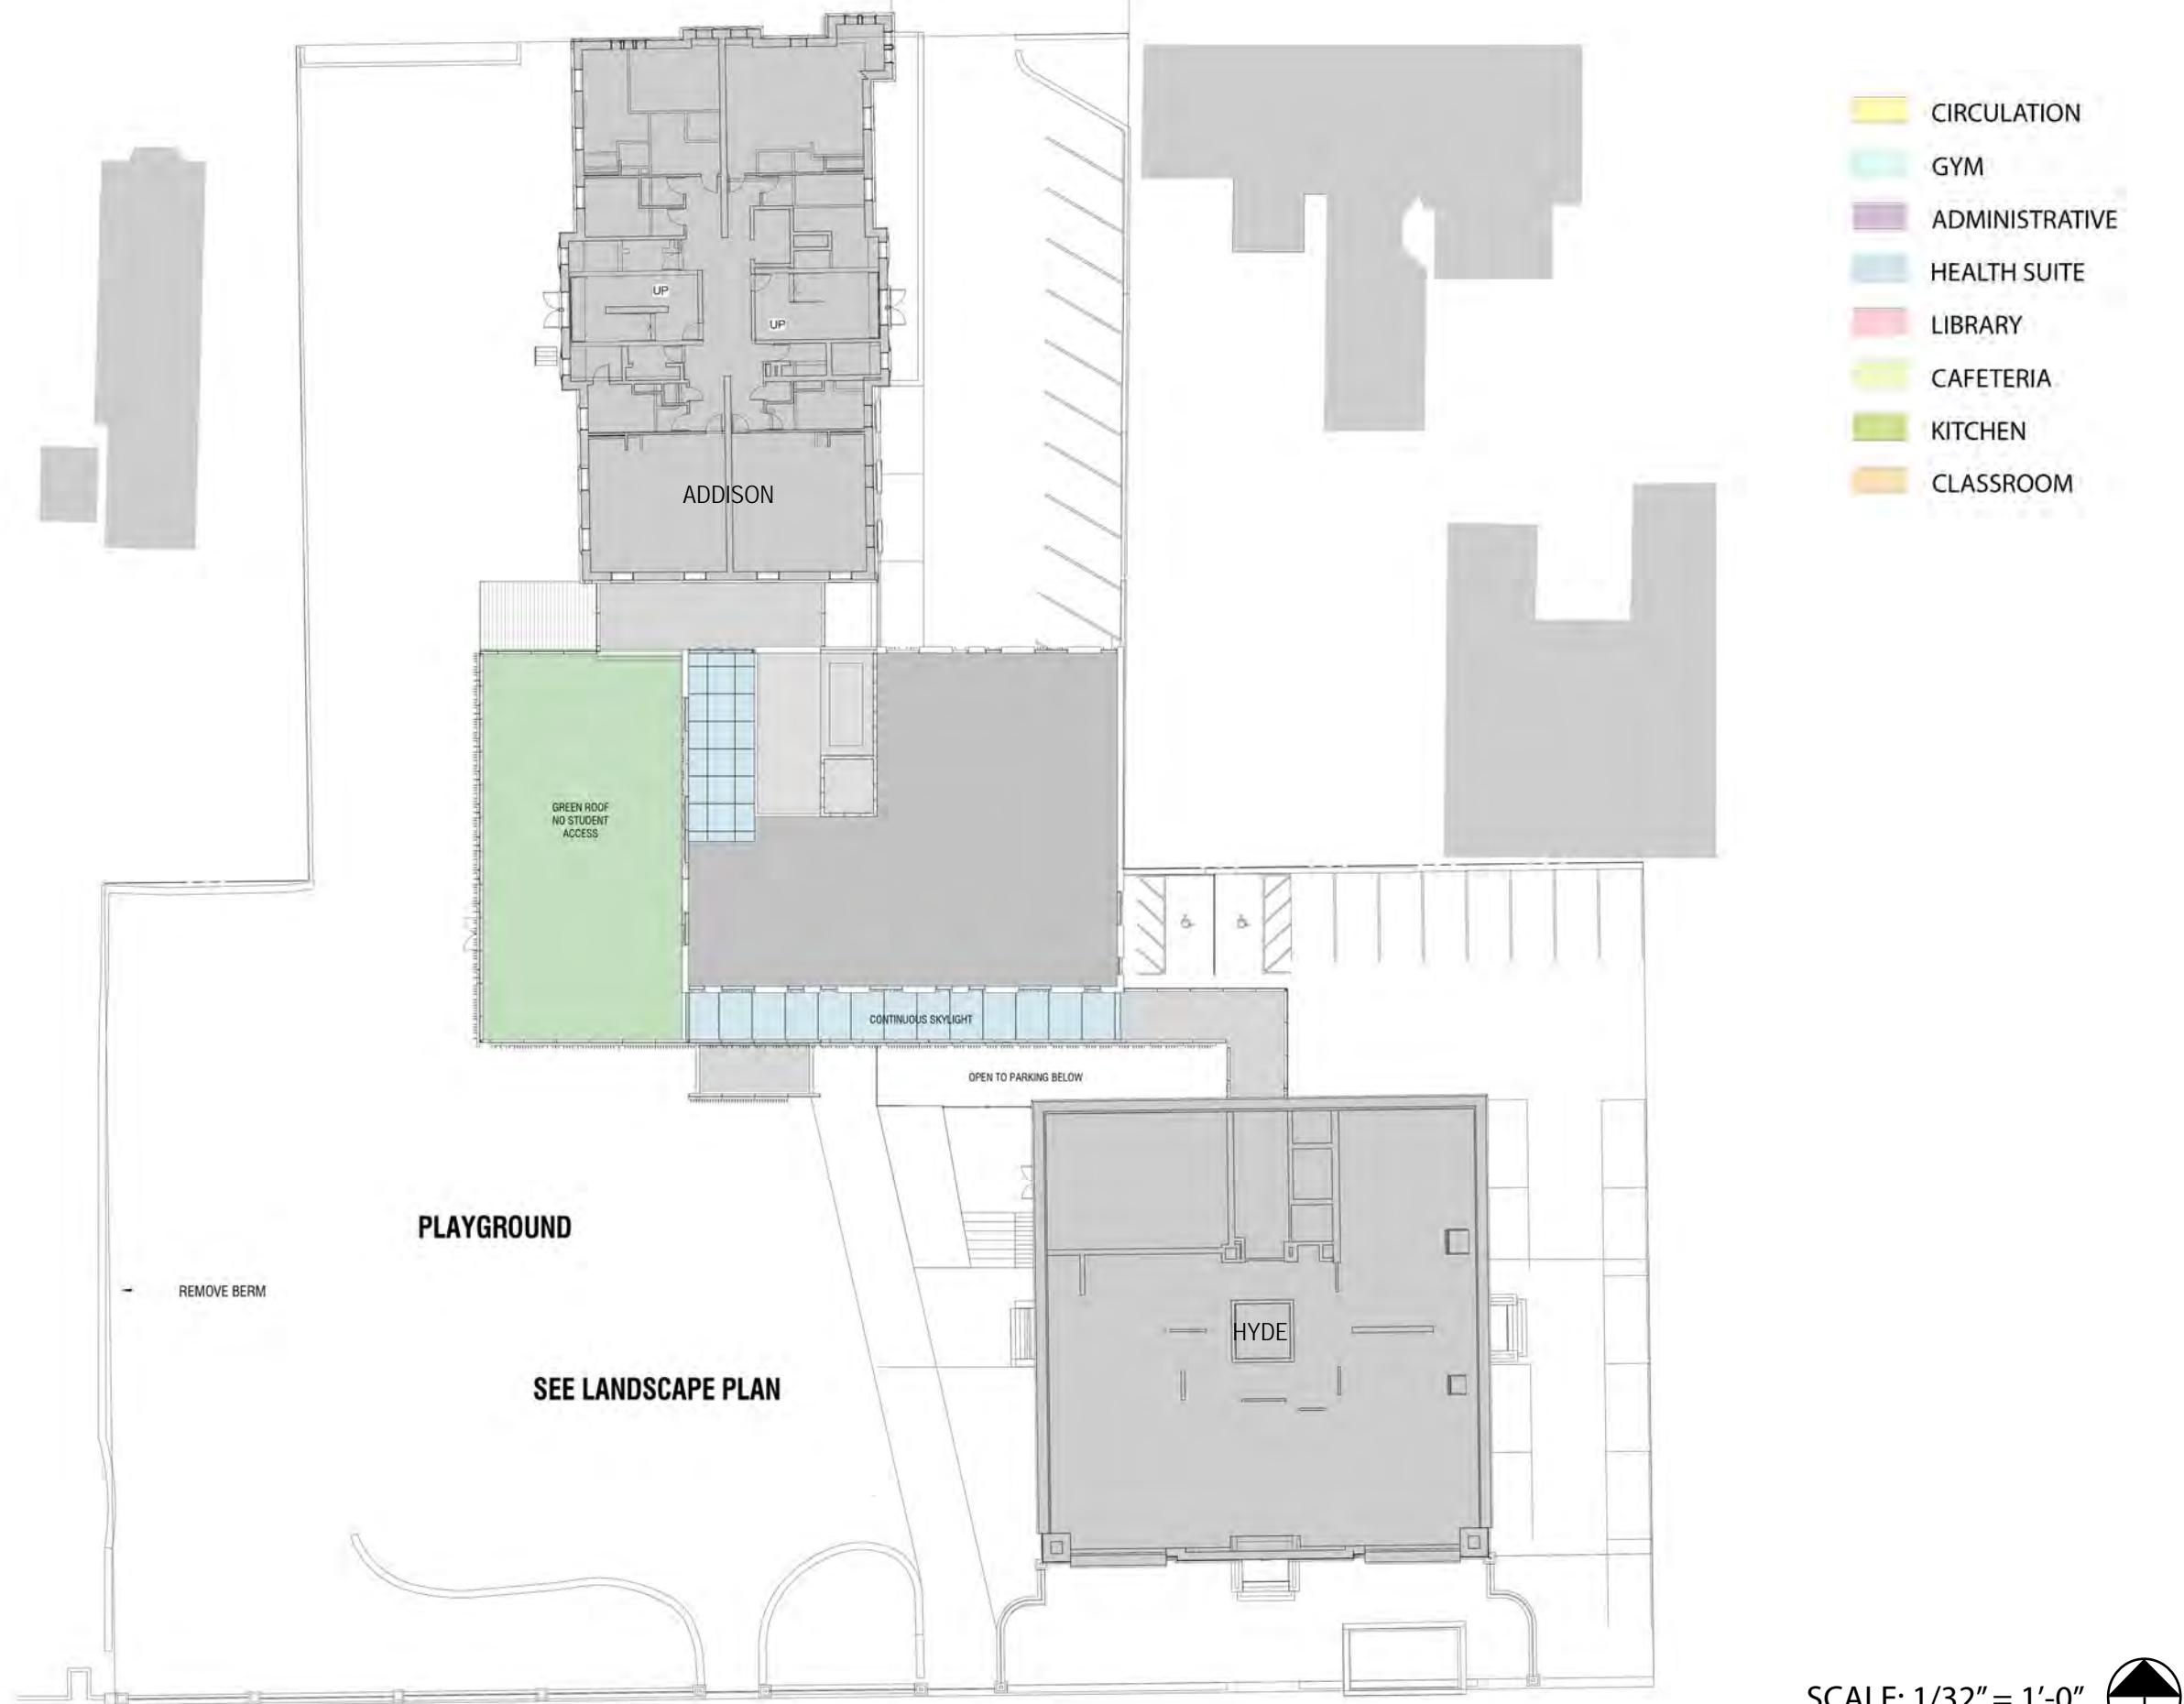 CIRCULATION
GYM
ADMINISTRATIVE
HEALTH SUITE
LIBRARY
CAFETERIA
KITCHEN
CLASSROOM
UP
UP
ADDISON
GREEN ROOF
NO STUDENT
ACCESS
CONTINUOUS SKYLIGHT
OPEN TO PARKING BELOW
PLAYGROUND
REMOVE BERM
HYDE
SEE LANDSCAPE PLAN
SCALE: 1/32” = 1’-0”